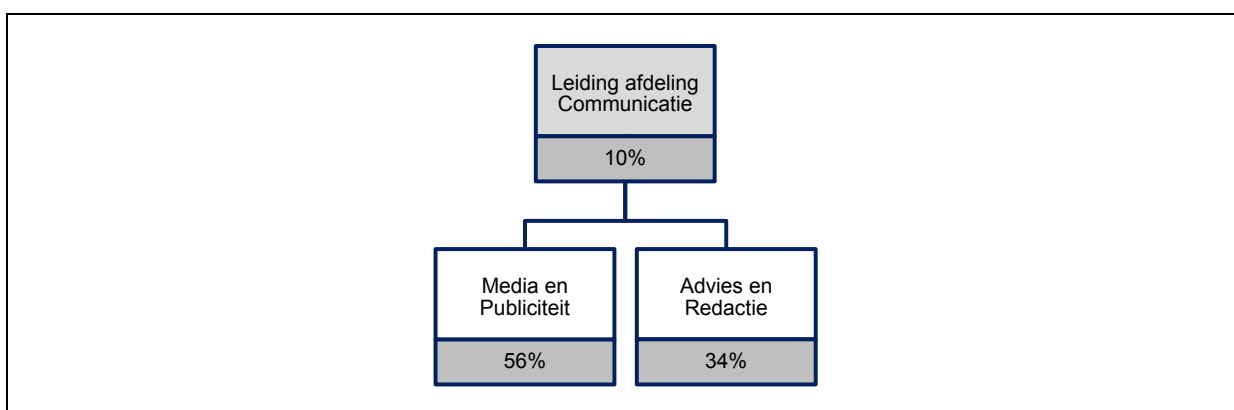 Leiding afdeling
Communicatie
10%
Media en
Publiciteit
56%
Advies en
Redactie
34%